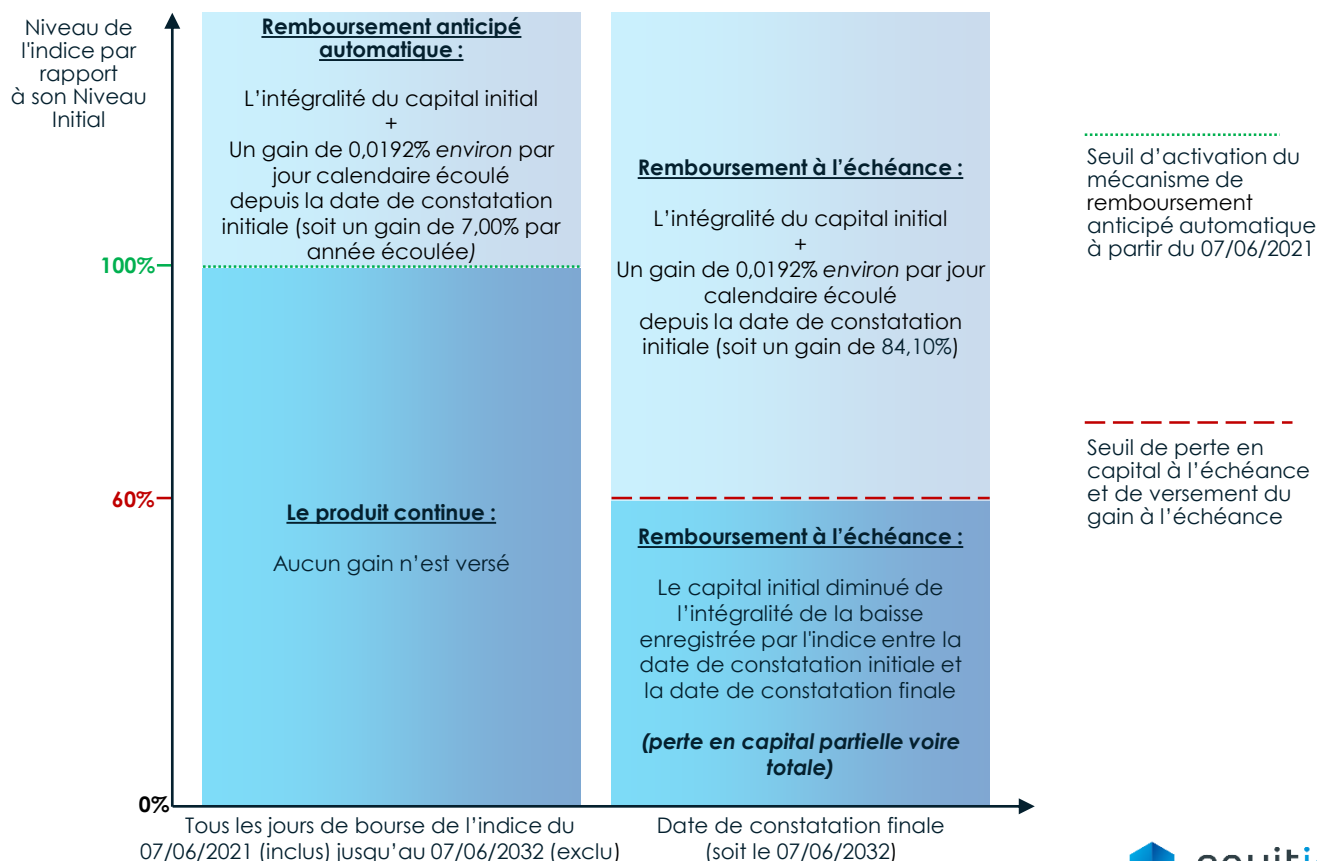 Niveau de
l'indice par
rapport
à son Niveau
Initial
Remboursement anticipé
automatique :
L'intégralité du capital initial
+
Un gain de 0,0192% environ par
jour calendaire écoulé
depuis la date de constatation
initiale (soit un gain de 7,00% par
année écoulée)
100%
60%
0%
Le produit continue :
Aucun gain n'est versé
Remboursement à l'échéance :
L'intégralité du capital initial
+
Un gain de 0,0192% environ par jour
calendaire écoulé
depuis la date de constatation
initiale (soit un gain de 84,10%)
Remboursement à l'échéance :
Le capital initial diminué de
l'intégralité de la baisse
enregistrée par l'indice entre la
date de constatation initiale et
la date de constatation finale
(perte en capital partielle voire
totale)
Tous les jours de bourse de l'indice du
07/06/2021 (inclus) jusqu'au 07/06/2032 (exclu)
Date de constatation finale
(soit le 07/06/2032)
Seuil d'activation du
mécanisme de
remboursement
anticipé automatique
à partir du 07/06/2021
Seuil de perte en
capital à l'échéance
et de versement du
gain à l'échéance